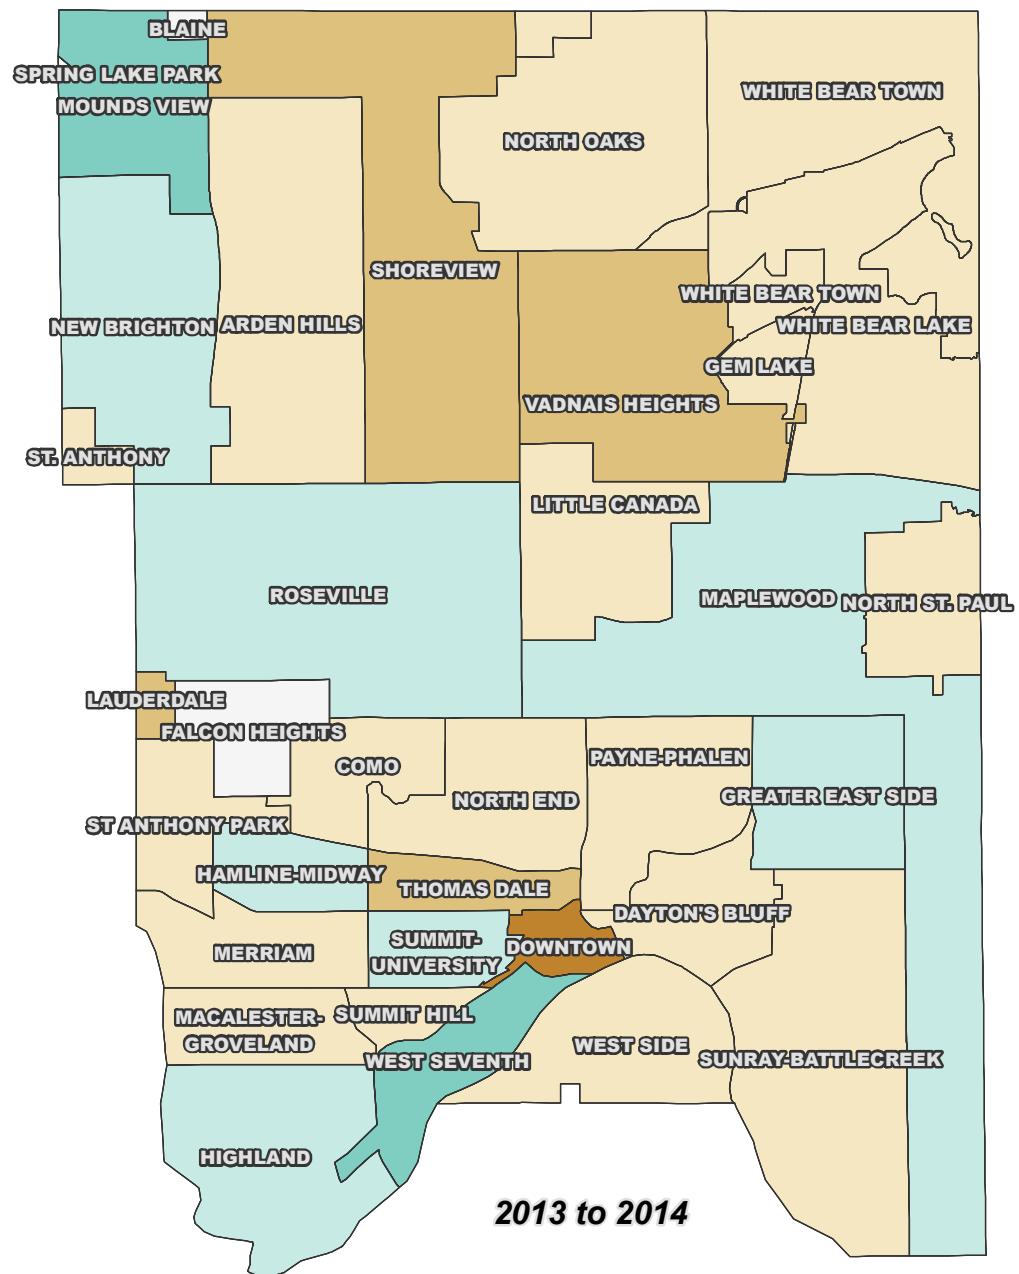 BLAINE
SPRING LAKE PARK
MOUNDS VIEW
WHITE BEAR TOWN
NORTH OAKS
SHOREVIEW
WHITE BEAR TOWN
NEW BRIGHTON
ARDEN HILLS
WHITE BEAR LAKE
GEM LAKE
VADNAIS HEIGHTS
ST. ANTHONY
LITTLE CANADA
ROSEVILLE
MAPLEWOOD
NORTH ST. PAUL
LAUDERDALE
FALCON HEIGHTS
COMO
PAYNE-PHALEN
NORTH END
GREATER EAST SIDE
ST ANTHONY PARK
HAMLINE-MIDWAY
THOMAS DALE
DAYTON'S BLUFF
MERRIAM
SUMMIT-
UNIVERSITY
DOWNTOWN
MACALESTER-
GROVELAND
SUMMIT HILL
WEST SEVENTH
WEST SIDE
SUNRAY-BATTLECREEK
HIGHLAND
2013 to 2014